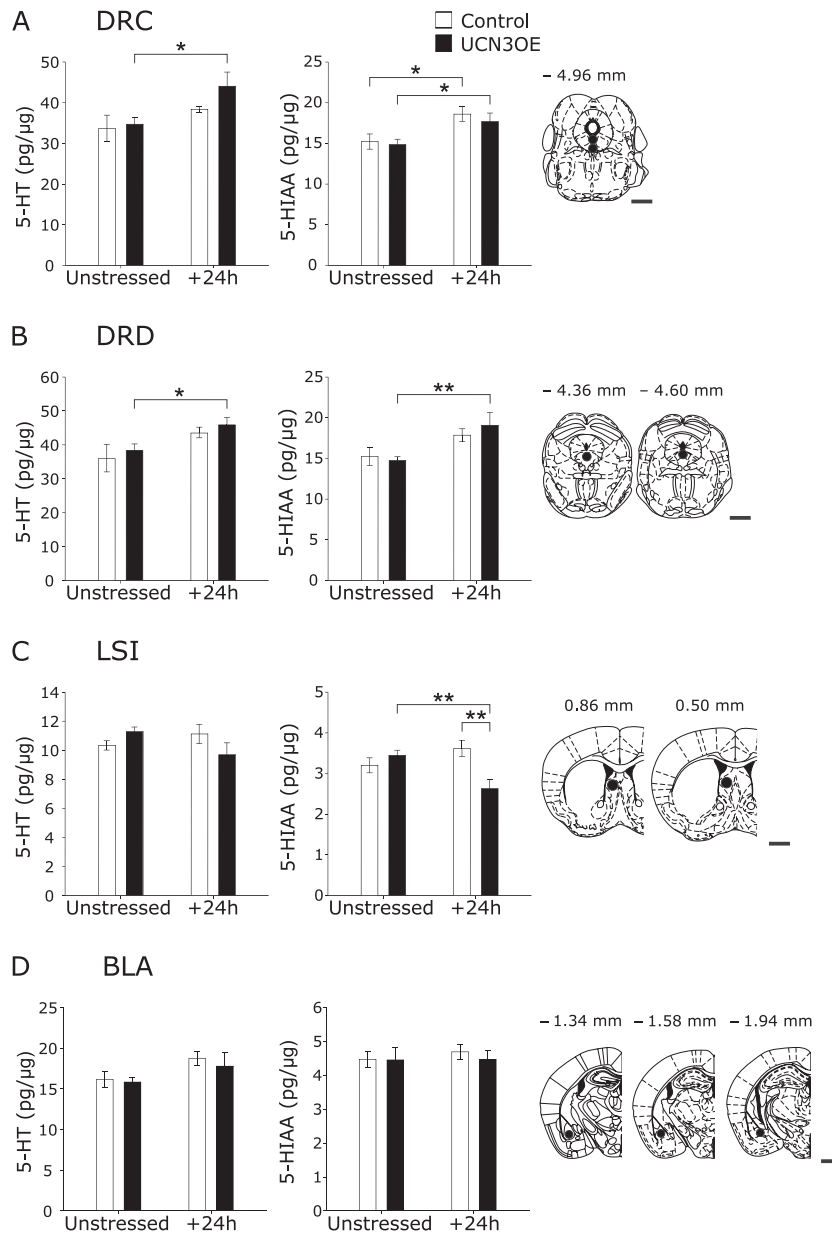 A DRC
Control
UCN3OE
5-HT (pg/μg)
50
40
30
20
10
0
Unstressed +24h
*
5-HIAA (pg/μg)
25
20
15
10
5
0
Unstressed +24h
*
*
– 4.96 mm
B DRD
5-HT (pg/μg)
60
50
40
30
20
10
0
Unstressed +24h
*
5-HIAA (pg/μg)
25
20
15
10
5
0
Unstressed +24h
**
– 4.36 mm – 4.60 mm
C LSI
5-HT (pg/μg)
14
12
10
8
6
4
2
0
Unstressed +24h
5-HIAA (pg/μg)
5
4
3
2
1
0
Unstressed +24h
**
**
0.86 mm 0.50 mm
D BLA
5-HT (pg/μg)
25
20
15
10
5
0
Unstressed +24h
5-HIAA (pg/μg)
6
5
4
3
2
1
0
Unstressed +24h
– 1.34 mm – 1.58 mm – 1.94 mm